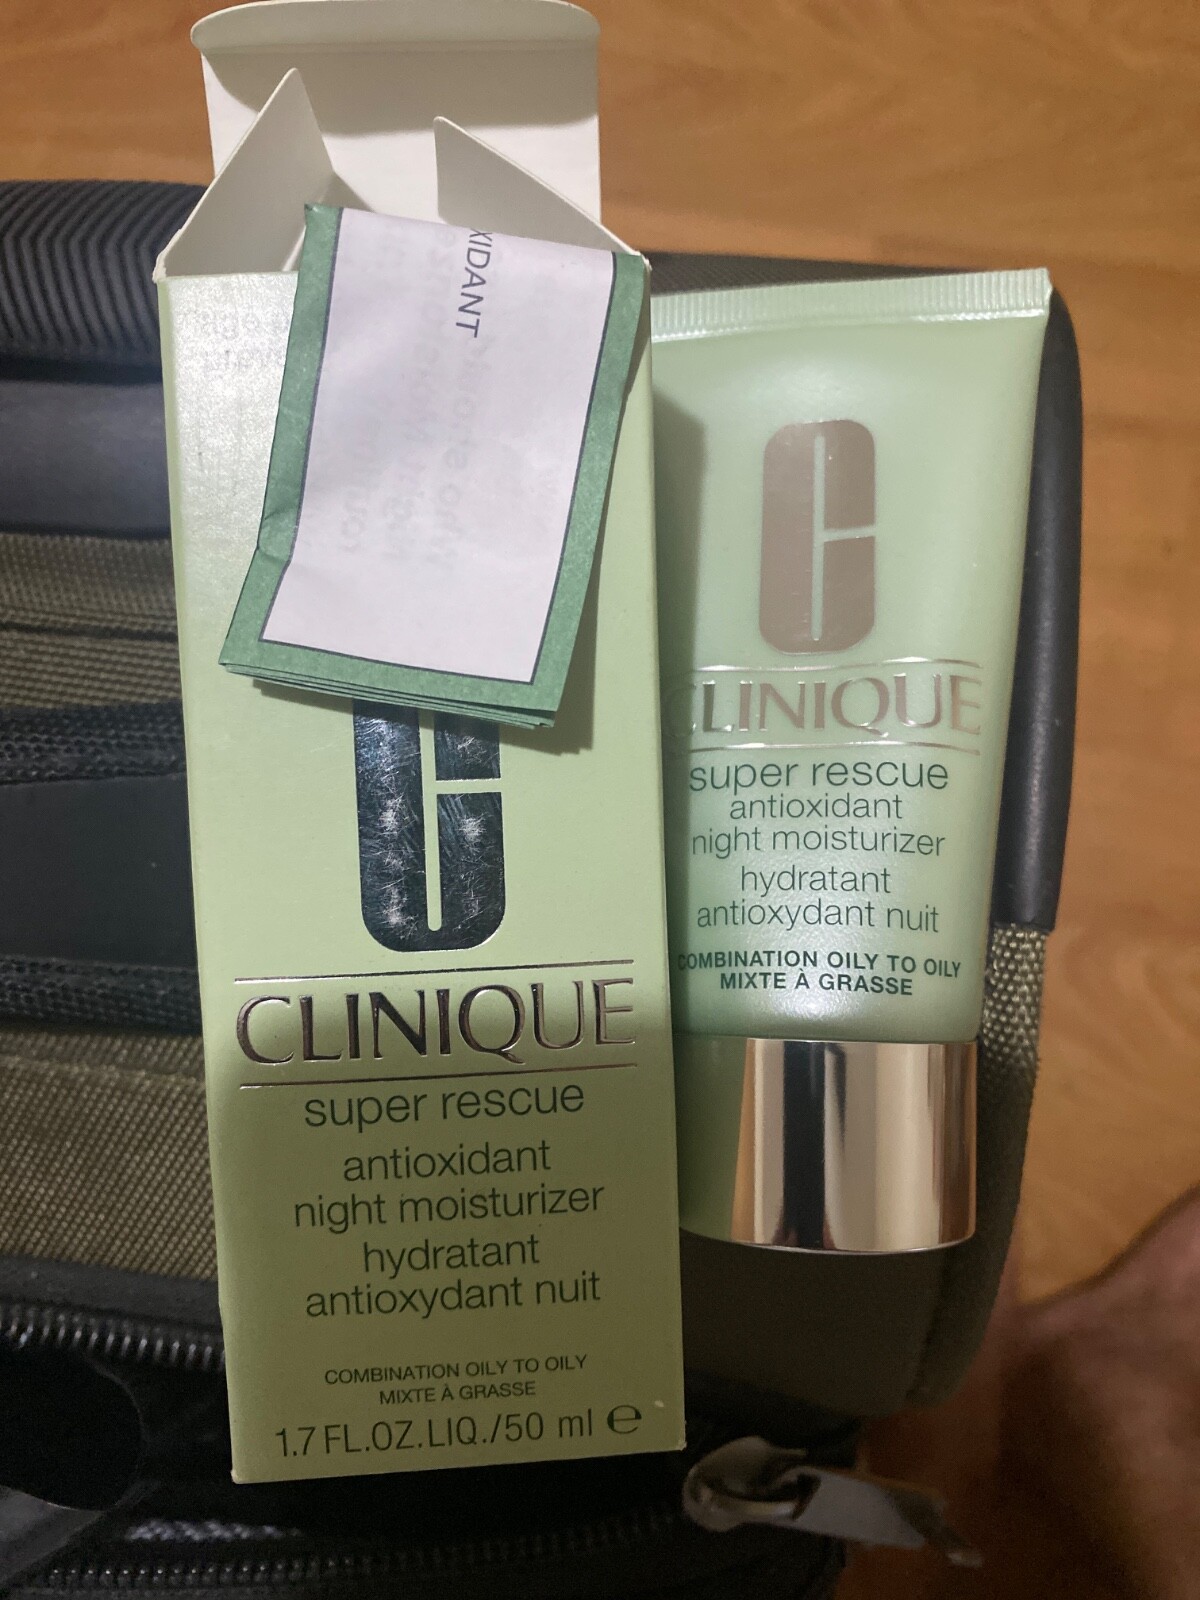 XIDANT
CLINIQUE
super rescue
antioxidant
night moisturizer
hydratant
antioxydant nuit
COMBINATION OILY TO OILY
MIXTE À GRASSE
1.7 FL.OZ.LIQ./50 ml ℮
CLINIQUE
super rescue
antioxidant
night moisturizer
hydratant
antioxydant nuit
COMBINATION OILY TO OILY
MIXTE À GRASSE